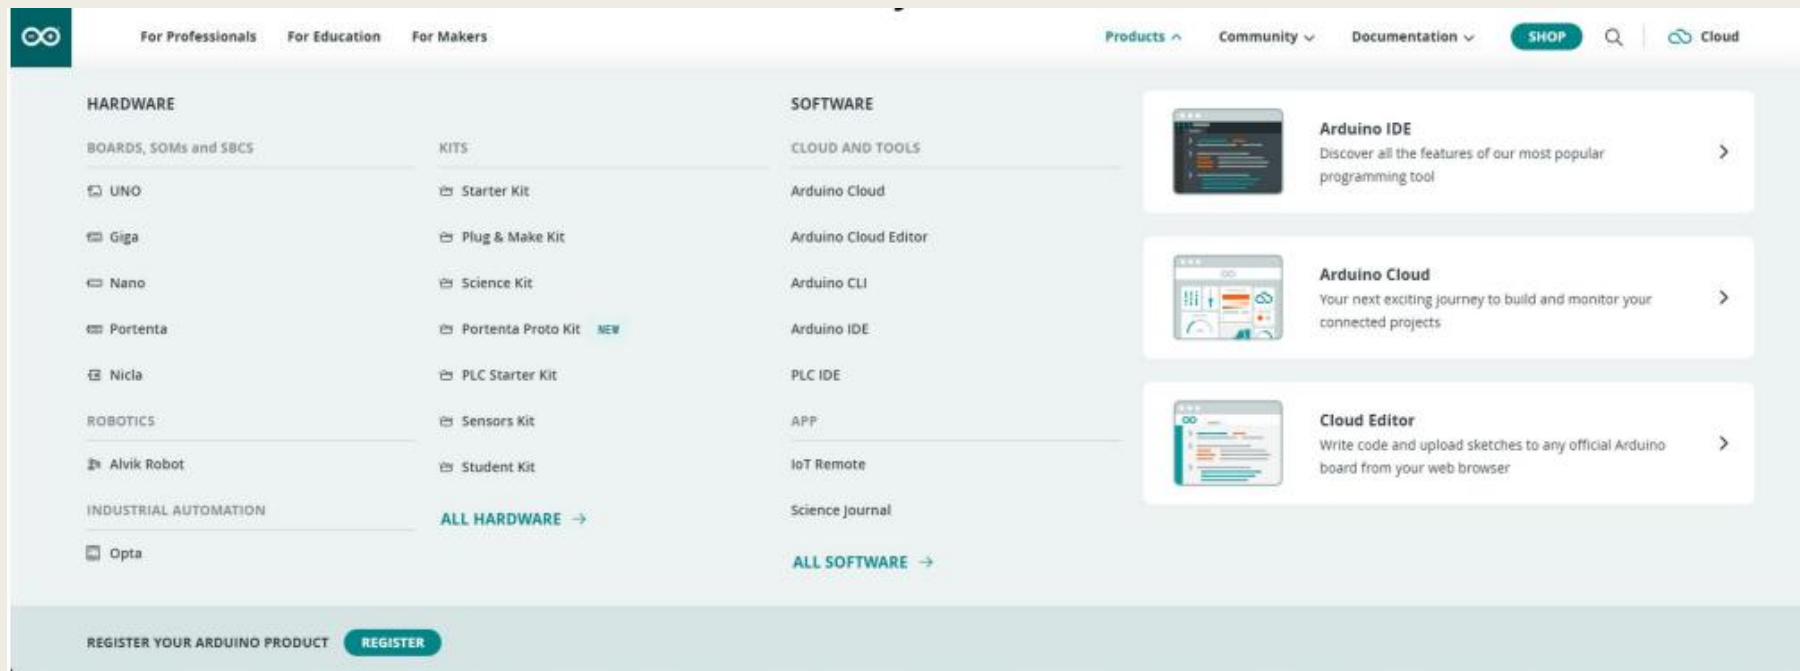 For Professionals
For Education
For Makers
Products
Community
Documentation
SHOP
Cloud
HARDWARE
BOARDS, SOMs and SBCS
UNO
Giga
Nano
Portenta
Nicla
ROBOTICS
Alvik Robot
INDUSTRIAL AUTOMATION
Opta
KITS
Starter Kit
Plug & Make Kit
Science Kit
Portenta Proto Kit NEW
PLC Starter Kit
Sensors Kit
Student Kit
ALL HARDWARE →
SOFTWARE
CLOUD AND TOOLS
Arduino Cloud
Arduino Cloud Editor
Arduino CLI
Arduino IDE
PLC IDE
APP
IoT Remote
Science Journal
ALL SOFTWARE →
Arduino IDE
Discover all the features of our most popular
programming tool
Arduino Cloud
Your next exciting journey to build and monitor your
connected projects
Cloud Editor
Write code and upload sketches to any official Arduino
board from your web browser
REGISTER YOUR ARDUINO PRODUCT REGISTER